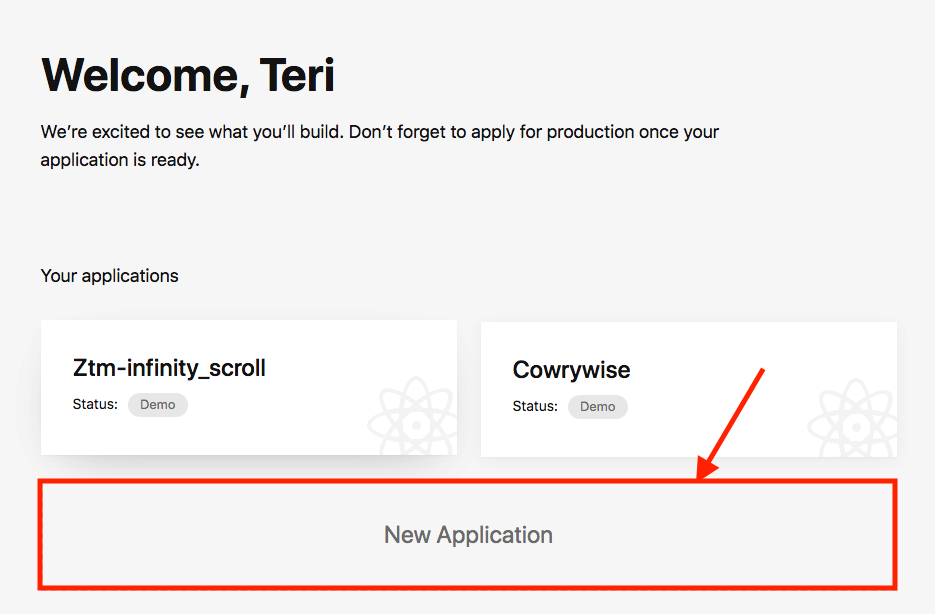 Welcome, Teri
We’re excited to see what you’ll build. Don’t forget to apply for production once your
application is ready.
Your applications
Ztm-infinity_scroll
Status: Demo
Cowrywise
Status: Demo
New Application